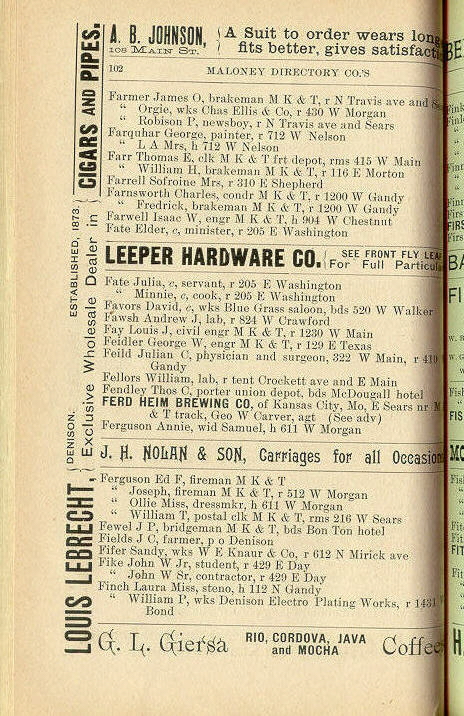 A. B. JOHNSON,
108 MAIN ST.
A Suit to order wears
fits better, gives
102 MALONEY DIRECTORY CO.'S
Farmer James O, brakeman M K & T, r N Travis ave and
“ Orgie, wks Chas Ellis & Co, r 430 W Morgan
“ Robison P, newsboy, r N Travis and Sears
Farquhar George, painter, r 712 W Nelson
“ L A Mrs, h 712 W Nelson
Farr Thomas E, clk M K & T frt depot, rms 415 W Main
“ William H, brakeman M K & T, r 116 E Morton
Farrell Sofroine Mrs, r 310 E Shepherd
Farnsworth Charles, condr M K & T, r 1200 W Gandy
“ Fredrick, brakeman M K & T, r 1200 W Gandy
Farwell Isaac W, engr M K & T, h 904 W Chestnut
Fate Elder, c, minister, r 205 E Washington
LEEPER HARDWARE CO.
SEE FRONT FLY
For Full
Fate Julia, c, servant, r 205 E Washington
“ Minnie, c, cook, r 205 E Washington
Favors David, c, wks Blue Grass saloon, bds 520 W Walker
Fawsh Andrew J, lab, r 824 W Crawford
Fay Louis J, civil engr M K & T, r 1230 W Main
Feidler George W, engr M K & T, r 129 E Texas
Feild Julian C, physician and surgeon, 322 W Main, r
Gandy
Fellors William, lab, r tent Crockett ave and E Main
Fendley Thos C, porter union depot, bds McDougall hotel
FERD HEIM BREWING CO, of Kansas City, Mo, E Sears nr M
& T track, Geo W Carver, agt (See adv)
Ferguson Annie, wid Samuel, h 611 W Morgan
J. H. NOLAN & SON, Carriages for all
Ferguson Ed F, fireman M K & T
“ Joseph, fireman M K & T, r 512 W Morgan
“ Ollie Miss, dressmkr, h 611 W Morgan
“ William T, postal clk M K & T, rms 216 W Sears
Fewel J P, bridgeman M K & T, bds Bon Ton hotel
Fields J C, farmer, p o Denison
Fifer Sandy, wks W E Knaur & Co, r 612 N Mirick ave
Fike John W Jr, student, r 429 E Day
“ John W Sr, contractor, r 429 E Day
Finch Laura Miss, steno, h 112 N Gandy
“ William P, wks Denison Electro Plating Works, r
Bond
G. L. Giersa RIO, CORDOVA, JAVA
and MOCHA Coffee
LOUIS LEBRECHT,
DENISON. ESTABLISHED, 1873.
Exclusive Wholesale Dealer in
CIGARS AND PIPES.